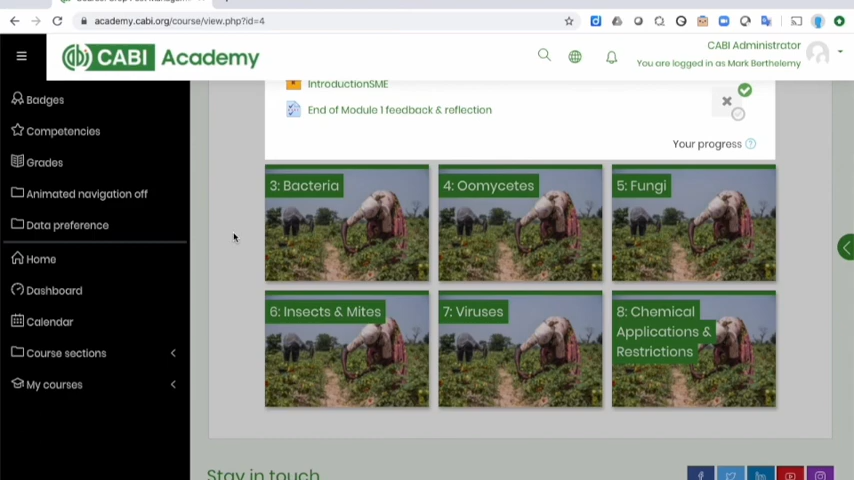 academy.cabi.org/course/view.php?id=4
CABI Academy
CABI Administrator
You are logged in as Mark Berthelemy
Badges
Competencies
Grades
Animated navigation off
Data preference
Home
Dashboard
Calendar
Course sections
My courses
IntroductionSME
End of Module 1 feedback & reflection
Your progress
3: Bacteria
4: Oomycetes
5: Fungi
6: Insects & Mites
7: Viruses
8: Chemical
Applications &
Restrictions
Stay in touch